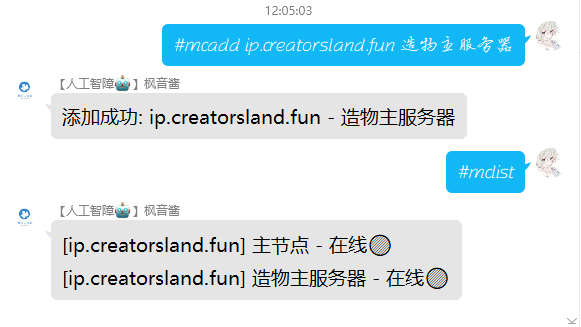 12:05:03
#mcadd ip.creatorsland.fun 造物主服务器
【人工智障🤖】枫音酱
添加成功: ip.creatorsland.fun - 造物主服务器
#mclist
【人工智障🤖】枫音酱
[ip.creatorsland.fun] 主节点 - 在线
[ip.creatorsland.fun] 造物主服务器 - 在线